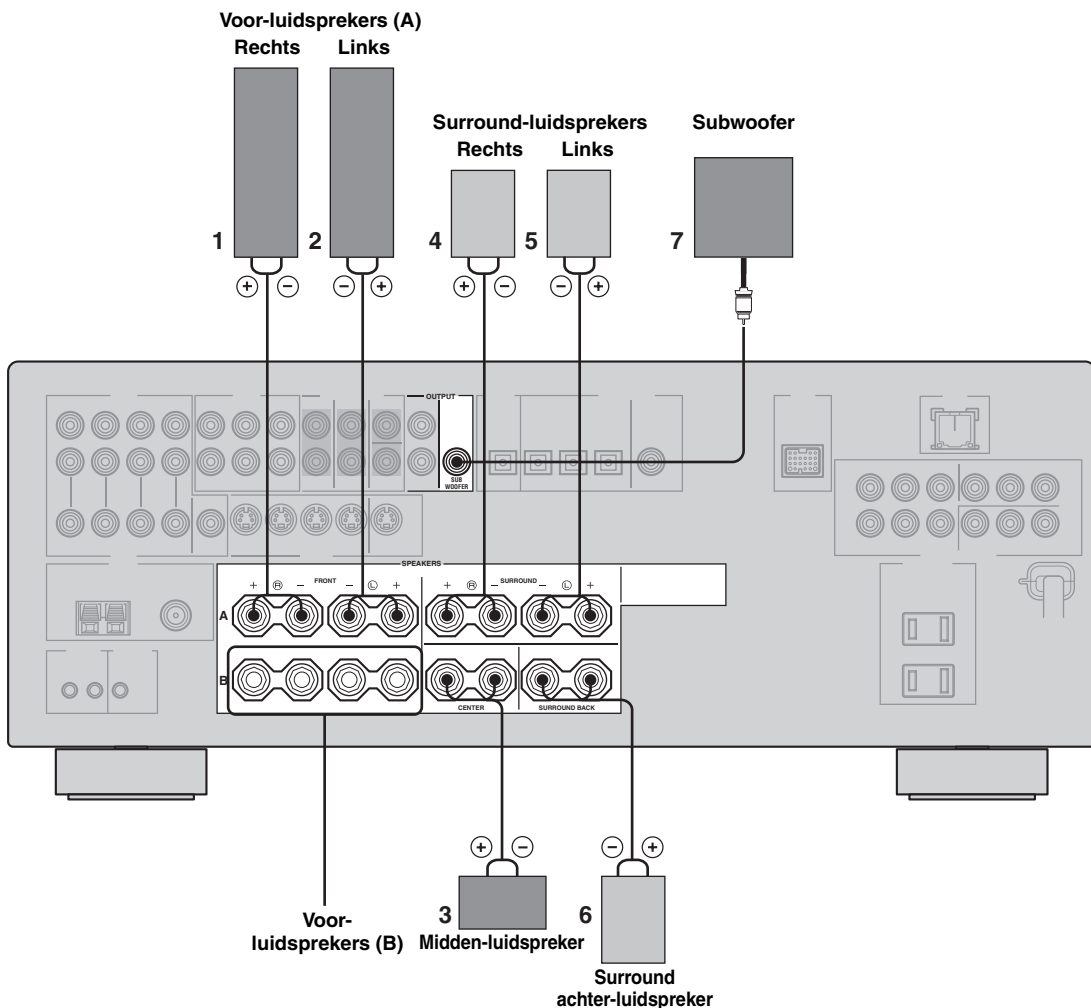 Voor-luidsprekers (A)
Rechts Links
Surround-luidsprekers
Rechts Links
Subwoofer
1 2 4 5 7
+ − − + + − − +
OUTPUT
SUB
WOOFER
SPEAKERS
+ R − FRONT − L + + R − SURROUND − L +
A
B
CENTER SURROUND BACK
+ − − +
3 6
Voor-
luidsprekers (B)
Midden-luidspreker
Surround
achter-luidspreker